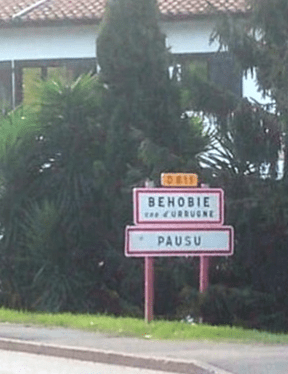 D 811
BEHOBIE
cne d'URRUGNE
PAUSU